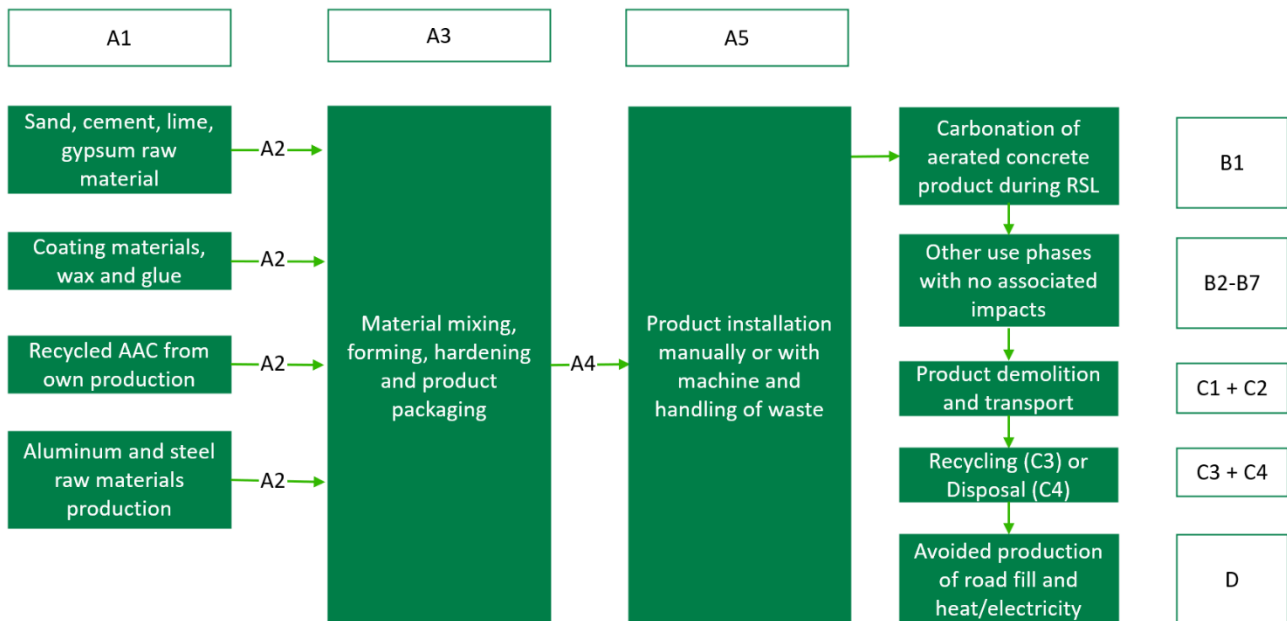 A1
A3
A5
Sand, cement, lime,
gypsum raw
material
A2
Coating materials,
wax and glue
A2
Recycled AAC from
own production
A2
Aluminum and steel
raw materials
production
A2
Material mixing,
forming, hardening
and product
packaging
A4
Product installation
manually or with
machine and
handling of waste
Carbonation of
aerated concrete
product during RSL
B1
Other use phases
with no associated
impacts
B2-B7
Product demolition
and transport
C1 + C2
Recycling (C3) or
Disposal (C4)
C3 + C4
Avoided production
of road fill and
heat/electricity
D